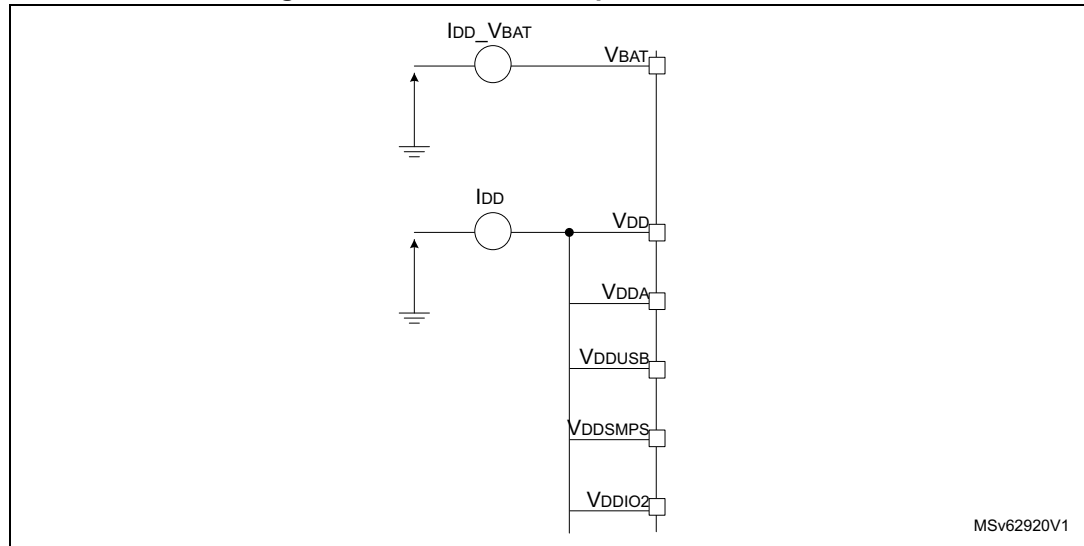 IDD_VBAT
VBAT
IDD
VDD
VDDA
VDDUSB
VDDSMPS
VDDIO2
MSv62920V1